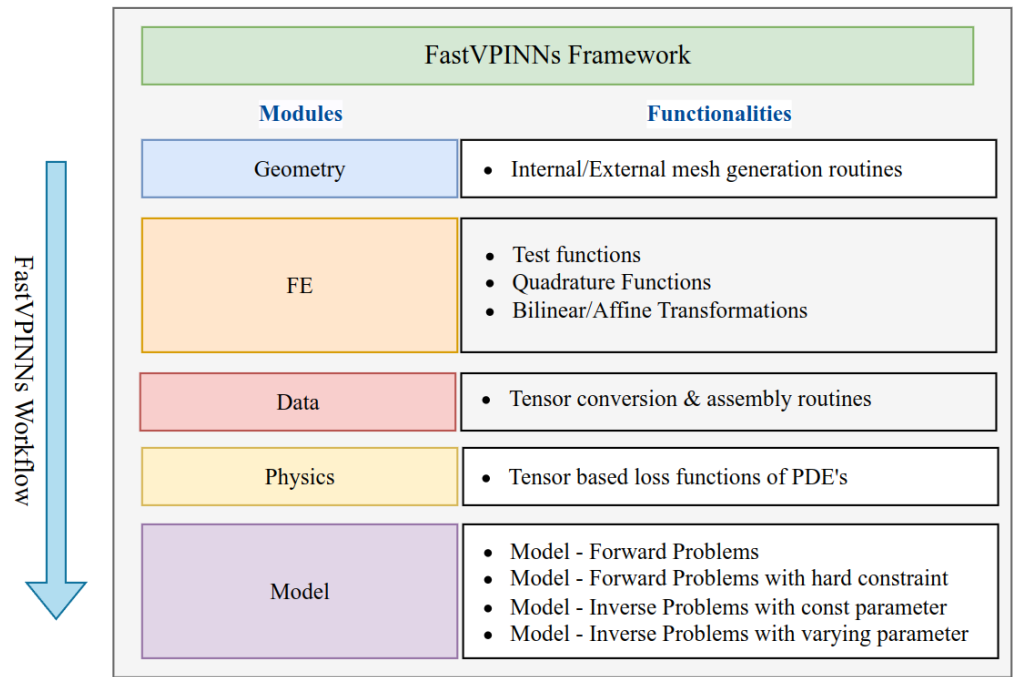 FastVPINNs Framework
Modules
Functionalities
Geometry
• Internal/External mesh generation routines
FE
• Test functions
• Quadrature Functions
• Bilinear/Affine Transformations
Data
• Tensor conversion & assembly routines
Physics
• Tensor based loss functions of PDE's
Model
• Model - Forward Problems
• Model - Forward Problems with hard constraint
• Model - Inverse Problems with const parameter
• Model - Inverse Problems with varying parameter
FastVPINNs Workflow